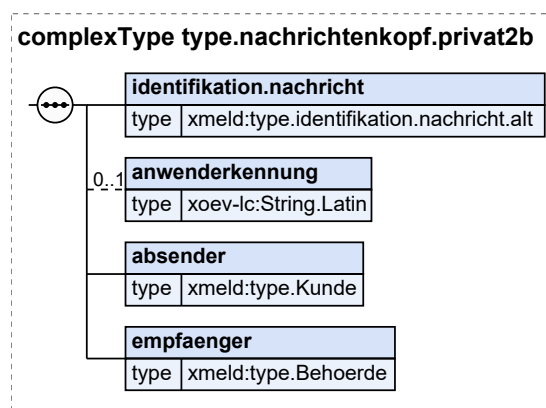 complexType type.nachrichtenkopf.privat2b
identifikation.nachricht
type xmeld:type.identifikation.nachricht.alt
0..1
anwenderkennung
type xoev-lc:String.Latin
absender
type xmeld:type.Kunde
empfaenger
type xmeld:type.Behoerde